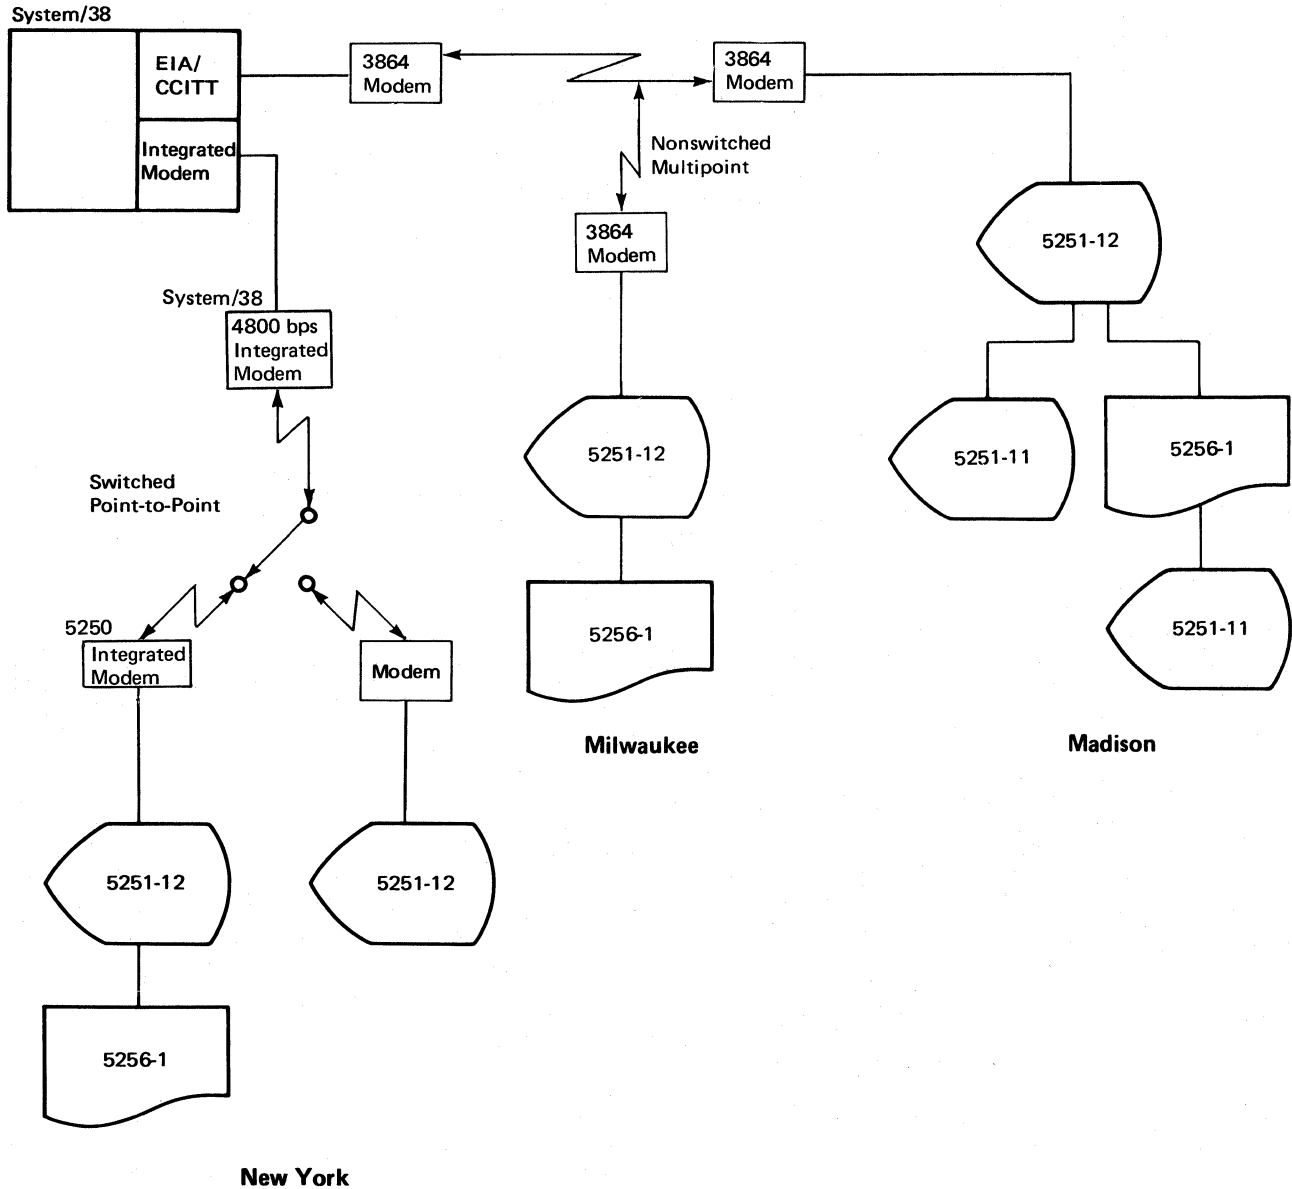 System/38
EIA/
CCITT
Integrated
Modem
3864
Modem
3864
Modem
Nonswitched
Multipoint
3864
Modem
5251-12
System/38
4800 bps
Integrated
Modem
5251-12
5251-11
5256-1
Switched
Point-to-Point
5250
Integrated
Modem
Modem
5256-1
5251-11
Milwaukee
Madison
5251-12
5251-12
5256-1
New York